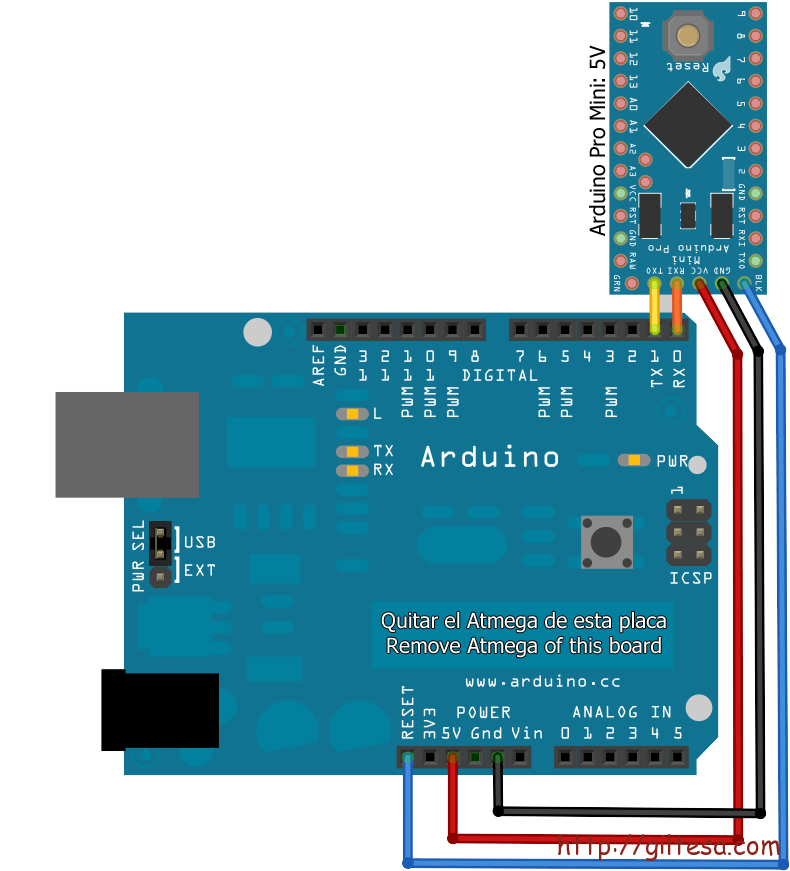 Arduino Pro Mini: 5V
10
11
12
13
A0
A1
A2
A3
VCC
RST
GND
RAW
9
8
7
6
5
4
3
2
GND
RST
RXI
TXO
Reset
Arduino Pro
Mini
GRN TXO RXI VCC GND BLK
AREF GND 13 12 11 10 9 8 7 6 5 4 3 2 TX 1 RX 0
PWM PWM PWM DIGITAL PWM PWM PWM
L
TX
RX
Arduino
PWR
1
ICSP
PWR SEL
USB
EXT
Quitar el Atmega de esta placa
Remove Atmega of this board
www.arduino.cc
POWER ANALOG IN
RESET 3V3 5V Gnd Vin 0 1 2 3 4 5
http://giltesa.com